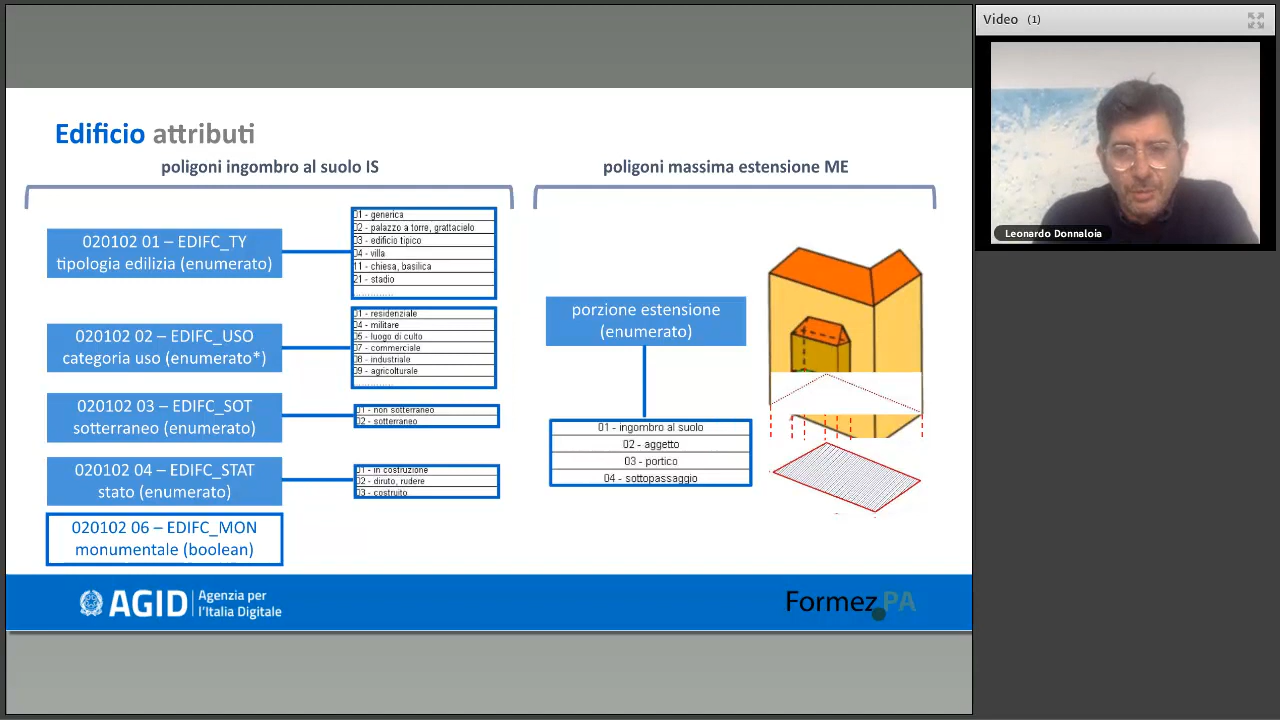 Video (1)
Leonardo Donnaloia
Edificio attributi
poligoni ingombro al suolo IS
020102 01 – EDIFC_TY
tipologia edilizia (enumerato)
01 - generica
02 - palazzo a torre, grattacielo
03 - edificio tipico
04 - villa
11 - chiesa, basilica
21 - stadio
.............
020102 02 – EDIFC_USO
categoria uso (enumerato*)
01 - residenziale
04 - militare
05 - luogo di culto
07 - commerciale
08 - industriale
09 - agricolturale
.............
020102 03 – EDIFC_SOT
sotterraneo (enumerato)
01 - non sotterraneo
02 - sotterraneo
020102 04 – EDIFC_STAT
stato (enumerato)
01 - in costruzione
02 - diruto, rudere
03 - costruito
020102 06 – EDIFC_MON
monumentale (boolean)
poligoni massima estensione ME
porzione estensione
(enumerato)
01 - ingombro al suolo
02 - aggetto
03 - portico
04 - sottopassaggio
AGID
Agenzia per
l'Italia Digitale
Formez PA